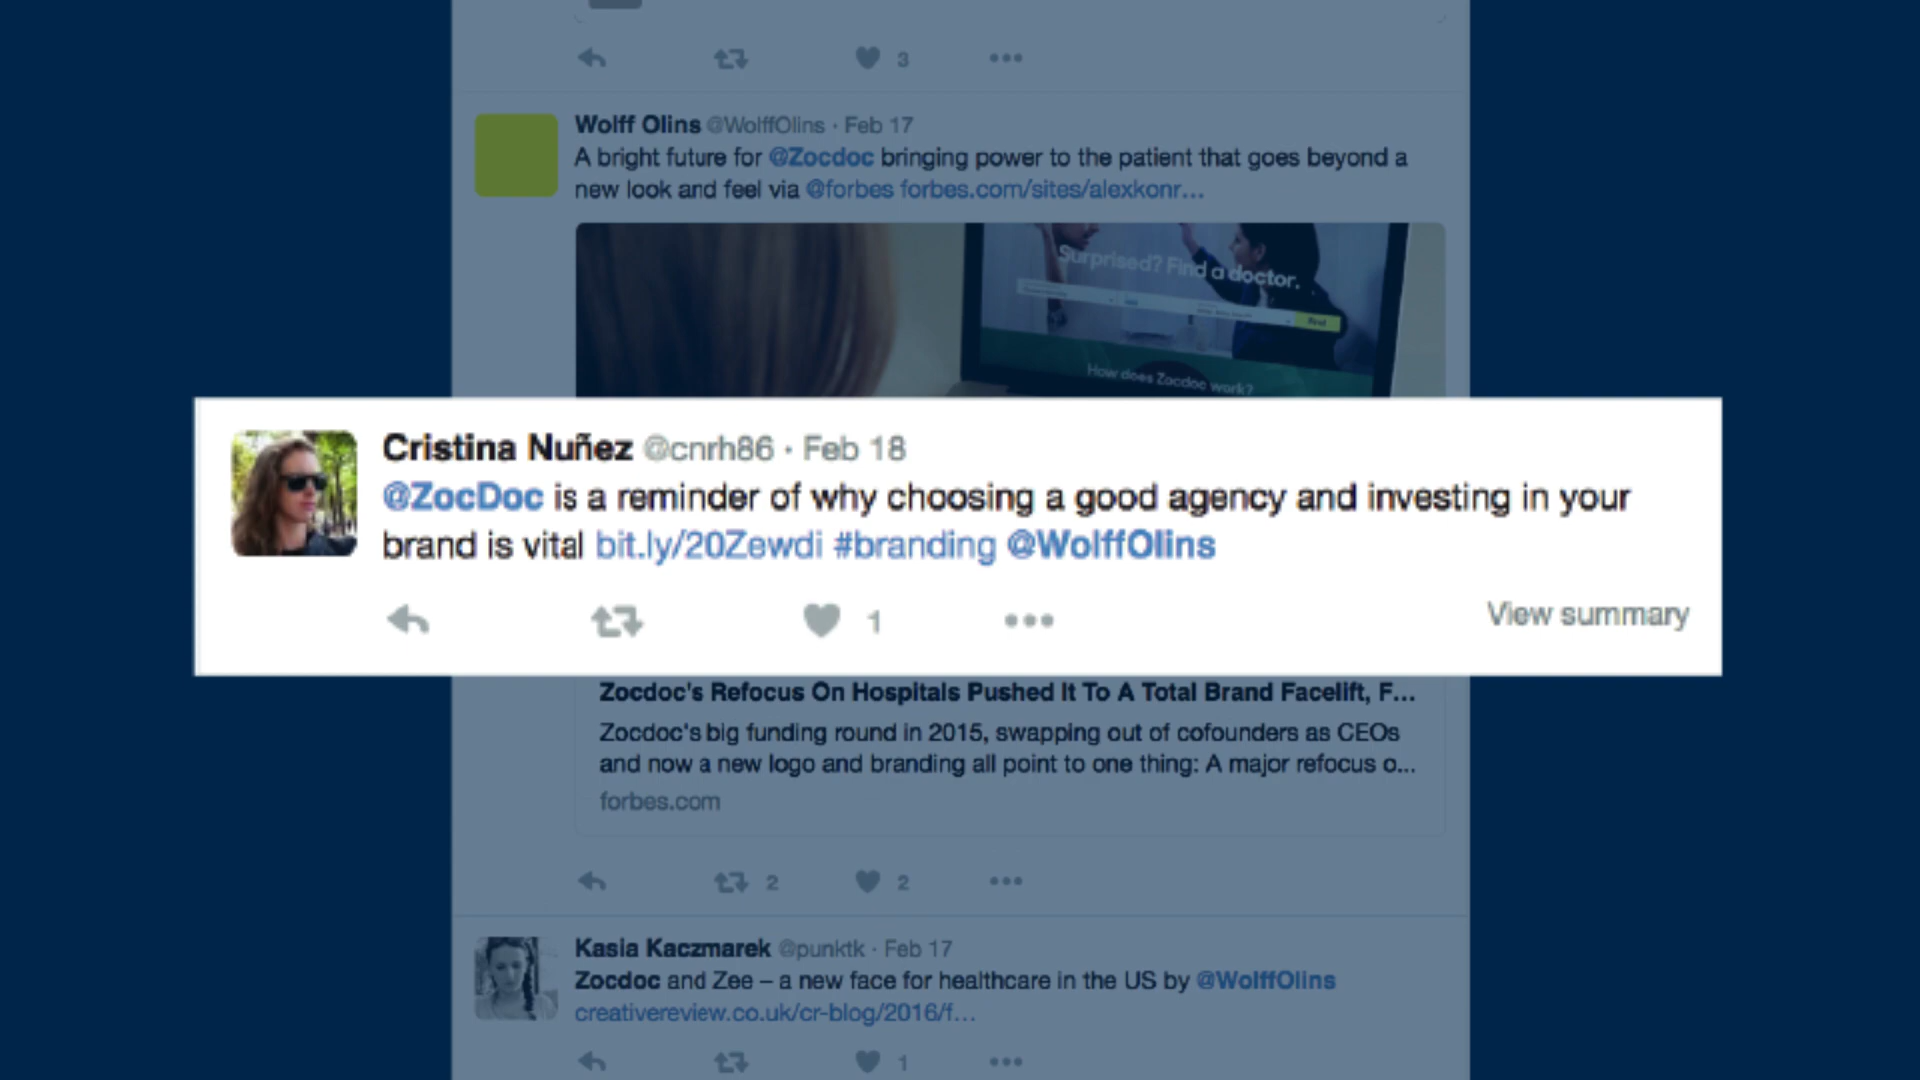 3
Wolff Olins @WolffOlins · Feb 17
A bright future for @Zocdoc bringing power to the patient that goes beyond a
new look and feel via @forbes forbes.com/sites/alexkonr...
Surprised? Find a doctor.
Find
How does Zocdoc work?
Cristina Nuñez @cnrh86 · Feb 18
@ZocDoc is a reminder of why choosing a good agency and investing in your
brand is vital bit.ly/20Zewdi #branding @WolffOlins
1
View summary
Zocdoc's Refocus On Hospitals Pushed It To A Total Brand Facelift, F...
Zocdoc's big funding round in 2015, swapping out of cofounders as CEOs
and now a new logo and branding all point to one thing: A major refocus o...
forbes.com
2 2
Kasia Kaczmarek @punktk · Feb 17
Zocdoc and Zee – a new face for healthcare in the US by @WolffOlins
creativereview.co.uk/cr-blog/2016/f...
1